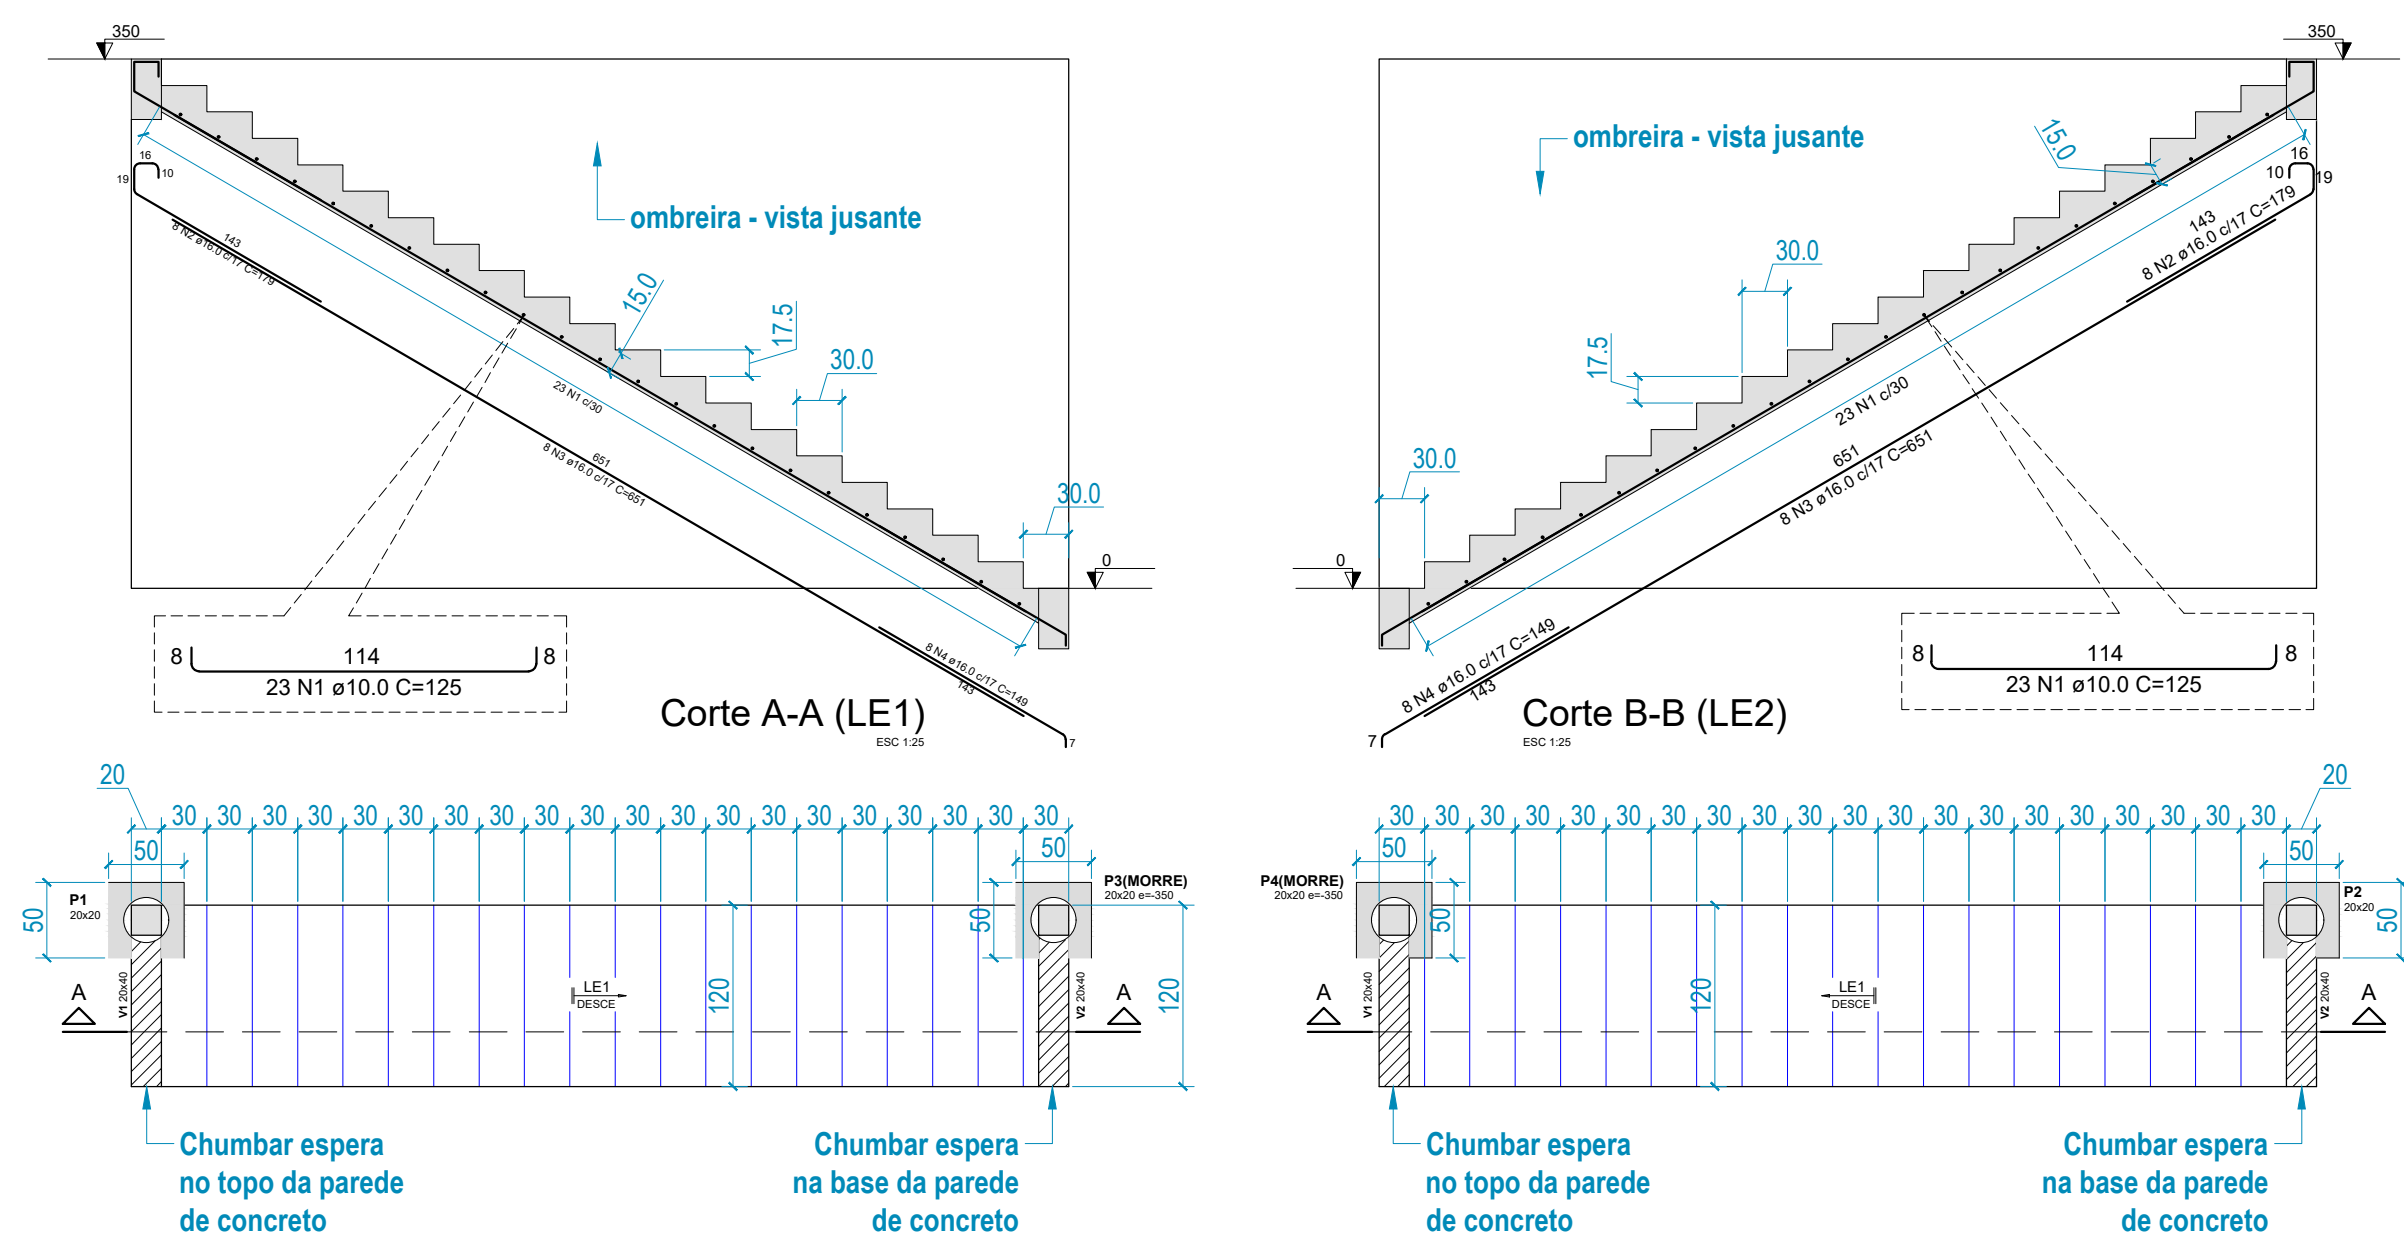 350
350
ombreira - vista jusante
ombreira - vista jusante
16
19
10
143
8 N2 ø16.0 c/17 C=179
15.0
17.5
30.0
23 N1 c/30
651
8 N3 ø16.0 c/17 C=651
30.0
0
8
114
8
23 N1 ø10.0 C=125
8 N4 ø16.0 c/17 C=149
143
7
Corte A-A (LE1)
ESC 1:25
15.0
16
10
19
143
8 N2 ø16.0 c/17 C=179
30.0
17.5
23 N1 c/30
651
8 N3 ø16.0 c/17 C=651
30.0
0
8 N4 ø16.0 c/17 C=149
143
7
8
114
8
23 N1 ø10.0 C=125
Corte B-B (LE2)
ESC 1:25
20
30 30 30 30 30 30 30 30 30 30 30 30 30 30 30 30 30 30 30 30
50
50
P1
20x20
50
P3(MORRE)
20x20 e=-350
50
V1 20x40
V2 20x40
LE1
DESCE
120
120
A
A
Chumbar espera
no topo da parede
de concreto
Chumbar espera
na base da parede
de concreto
20
30 30 30 30 30 30 30 30 30 30 30 30 30 30 30 30 30 30 30 30
50
50
P4(MORRE)
20x20 e=-350
50
P2
20x20
50
V1 20x40
V2 20x40
LE1
DESCE
120
A
A
Chumbar espera
no topo da parede
de concreto
Chumbar espera
na base da parede
de concreto